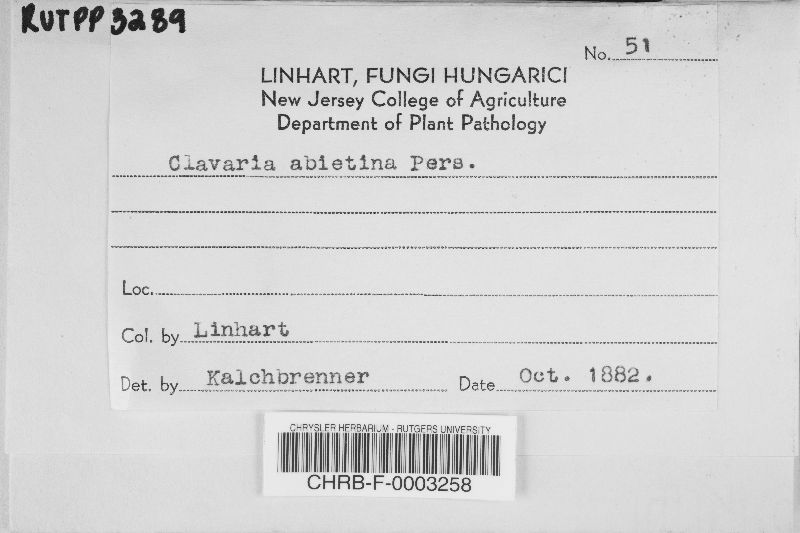 RUTPP3289
No. 51
LINHART, FUNGI HUNGARICI
New Jersey College of Agriculture
Department of Plant Pathology
Clavaria abietina Pers.
Loc.
Col. by Linhart
Det. by Kalchbrenner Date Oct. 1882.
CHRYSLER HERBARIUM - RUTGERS UNIVERSITY
CHRB-F-0003258